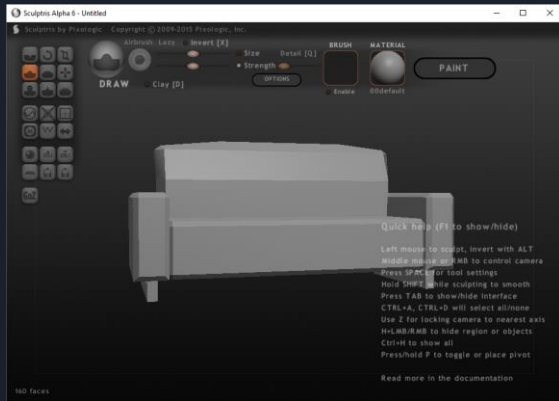 Sculptris Alpha 6 - Untitled
Sculptris by Pixologic Copyright © 2009-2015 Pixologic, Inc.
Airbrush Lazy Invert [X]
Size Detail [Q]
Strength
OPTIONS
DRAW Clay [D]
BRUSH
Enable
MATERIAL
00default
PAINT
GoZ
Quick help (F1 to show/hide)
Left mouse to sculpt, invert with ALT
Middle mouse or RMB to control camera
Press SPACE for tool settings
Hold SHIFT while sculpting to smooth
Press TAB to show/hide interface
CTRL+A, CTRL+D will select all/none
Use Z for locking camera to nearest axis
H+LMB/RMB to hide region or objects
Ctrl+H to show all
Press/hold P to toggle or place pivot
Read more in the documentation
160 faces